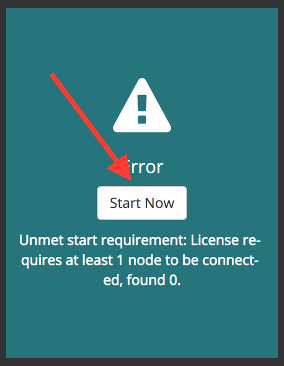 Error
Start Now
Unmet start requirement: License re-
quires at least 1 node to be connect-
ed, found 0.